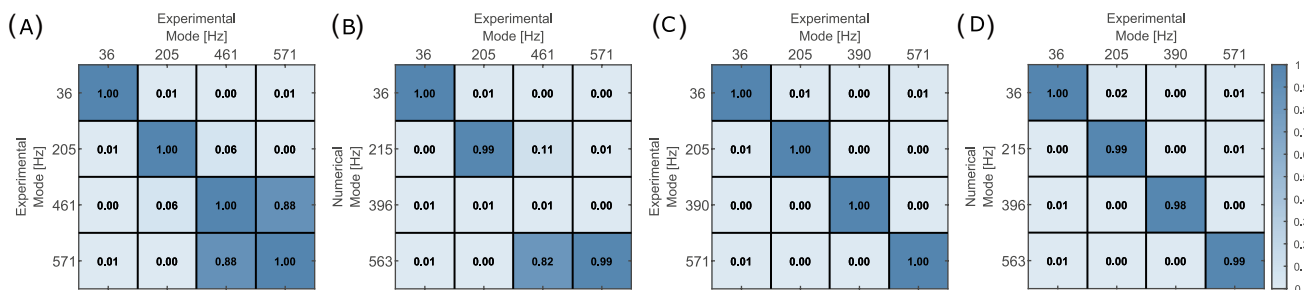 (A)
Experimental
Mode [Hz]
36 205 461 571
Experimental
Mode [Hz]
36 1.00 0.01 0.00 0.01
205 0.01 1.00 0.06 0.00
461 0.00 0.06 1.00 0.88
571 0.01 0.00 0.88 1.00
(B)
Experimental
Mode [Hz]
36 205 461 571
Numerical
Mode [Hz]
36 1.00 0.01 0.00 0.00
215 0.00 0.99 0.11 0.01
396 0.01 0.01 0.01 0.00
563 0.01 0.00 0.82 0.99
(C)
Experimental
Mode [Hz]
36 205 390 571
Experimental
Mode [Hz]
36 1.00 0.01 0.00 0.01
205 0.01 1.00 0.00 0.00
390 0.00 0.00 1.00 0.00
571 0.01 0.00 0.00 1.00
(D)
Experimental
Mode [Hz]
36 205 390 571
Numerical
Mode [Hz]
36 1.00 0.02 0.00 0.01
215 0.00 0.99 0.00 0.01
396 0.01 0.00 0.98 0.00
563 0.01 0.00 0.00 0.99
1